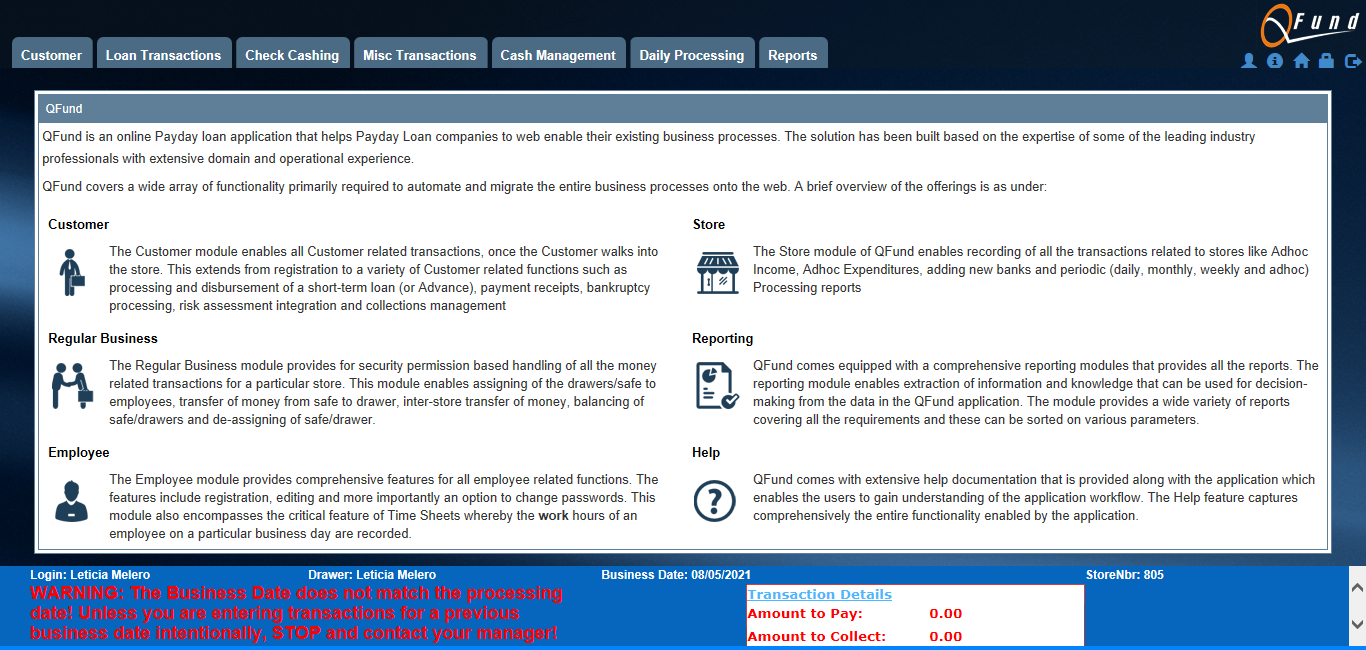 QFund
Customer
Loan Transactions
Check Cashing
Misc Transactions
Cash Management
Daily Processing
Reports
QFund
QFund is an online Payday loan application that helps Payday Loan companies to web enable their existing business processes. The solution has been built based on the expertise of some of the leading industry
professionals with extensive domain and operational experience.
QFund covers a wide array of functionality primarily required to automate and migrate the entire business processes onto the web. A brief overview of the offerings is as under:
Customer
The Customer module enables all Customer related transactions, once the Customer walks into
the store. This extends from registration to a variety of Customer related functions such as
processing and disbursement of a short-term loan (or Advance), payment receipts, bankruptcy
processing, risk assessment integration and collections management
Store
The Store module of QFund enables recording of all the transactions related to stores like Adhoc
Income, Adhoc Expenditures, adding new banks and periodic (daily, monthly, weekly and adhoc)
Processing reports
Regular Business
The Regular Business module provides for security permission based handling of all the money
related transactions for a particular store. This module enables assigning of the drawers/safe to
employees, transfer of money from safe to drawer, inter-store transfer of money, balancing of
safe/drawers and de-assigning of safe/drawer.
Reporting
QFund comes equipped with a comprehensive reporting modules that provides all the reports. The
reporting module enables extraction of information and knowledge that can be used for decision-
making from the data in the QFund application. The module provides a wide variety of reports
covering all the requirements and these can be sorted on various parameters.
Employee
The Employee module provides comprehensive features for all employee related functions. The
features include registration, editing and more importantly an option to change passwords. This
module also encompasses the critical feature of Time Sheets whereby the work hours of an
employee on a particular business day are recorded.
Help
QFund comes with extensive help documentation that is provided along with the application which
enables the users to gain understanding of the application workflow. The Help feature captures
comprehensively the entire functionality enabled by the application.
Login: Leticia Melero
Drawer: Leticia Melero
Business Date: 08/05/2021
StoreNbr: 805
WARNING: The Business Date does not match the processing
date! Unless you are entering transactions for a previous
business date intentionally, STOP and contact your manager!
Transaction Details
Amount to Pay: 0.00
Amount to Collect: 0.00